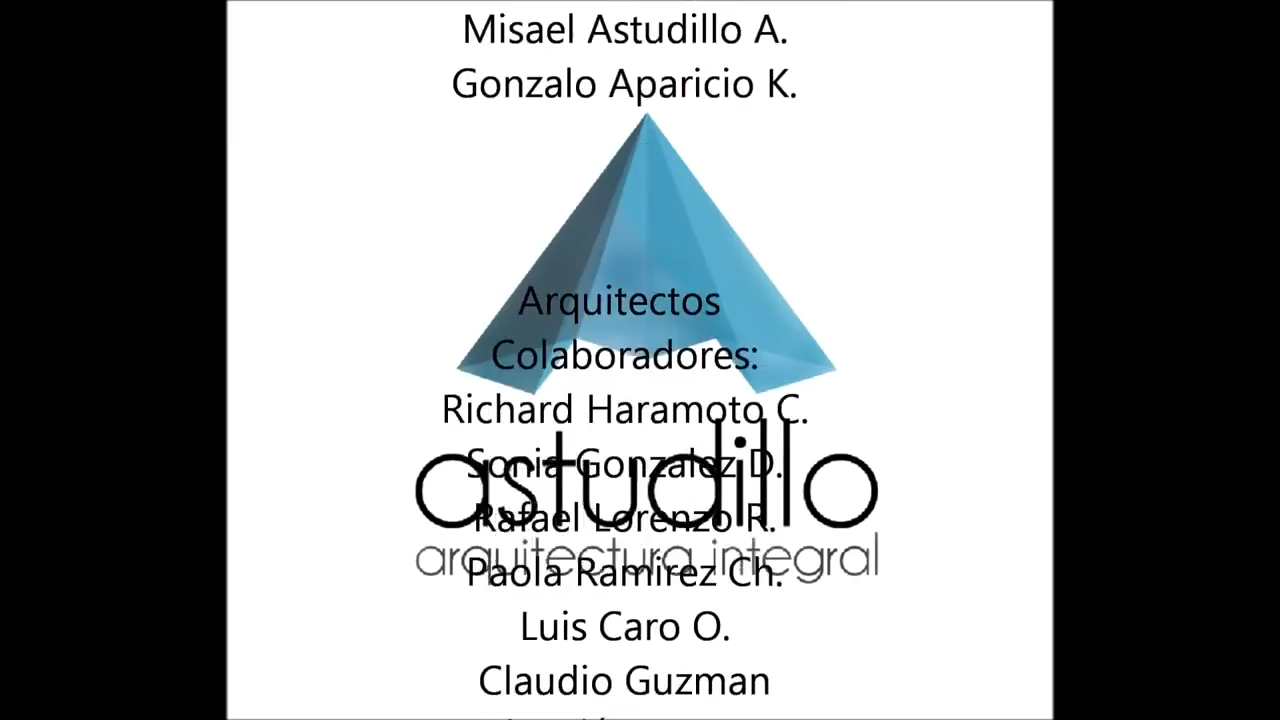 Misael Astudillo A.
Gonzalo Aparicio K.
Arquitectos
Colaboradores:
Richard Haramoto C.
Sonia Gonzalez D.
astudillo
Rafael Lorenzo R.
arquitectura integral
Paola Ramirez Ch.
Luis Caro O.
Claudio Guzman